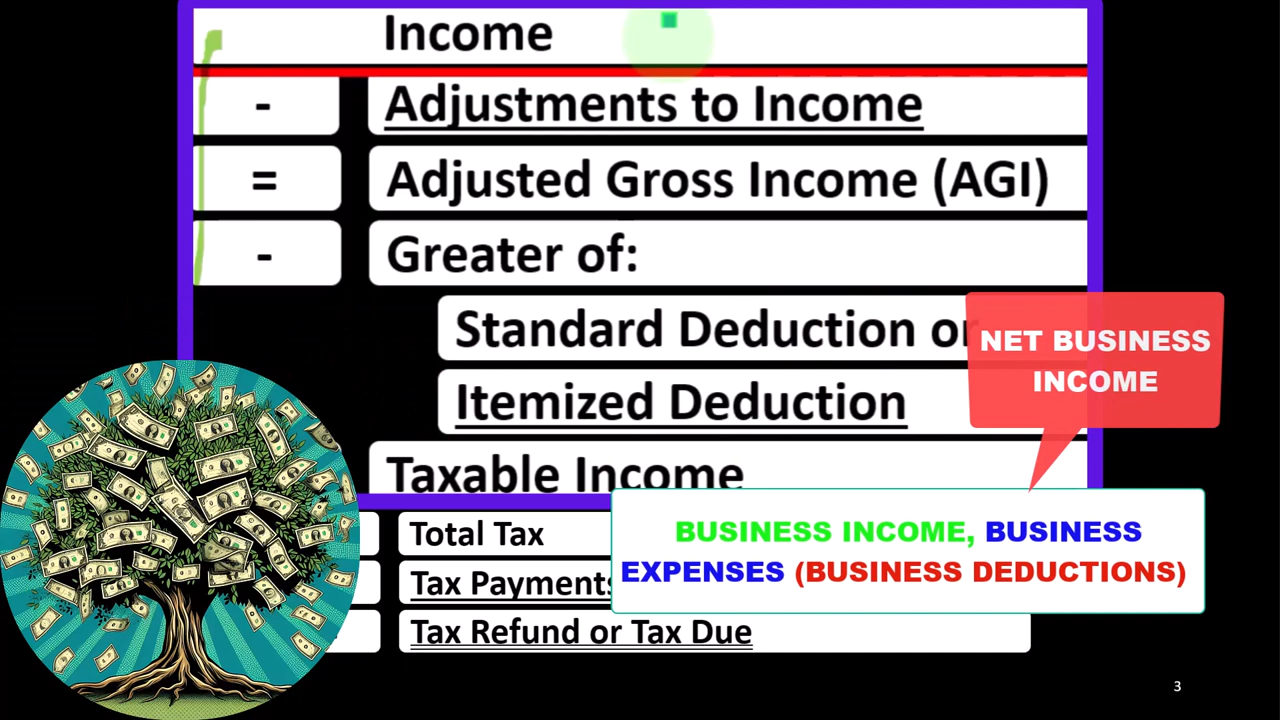 Income
- Adjustments to Income
= Adjusted Gross Income (AGI)
- Greater of:
Standard Deduction or
Itemized Deduction
NET BUSINESS
INCOME
Taxable Income
Total Tax
Tax Payments
BUSINESS INCOME, BUSINESS
EXPENSES (BUSINESS DEDUCTIONS)
Tax Refund or Tax Due
3